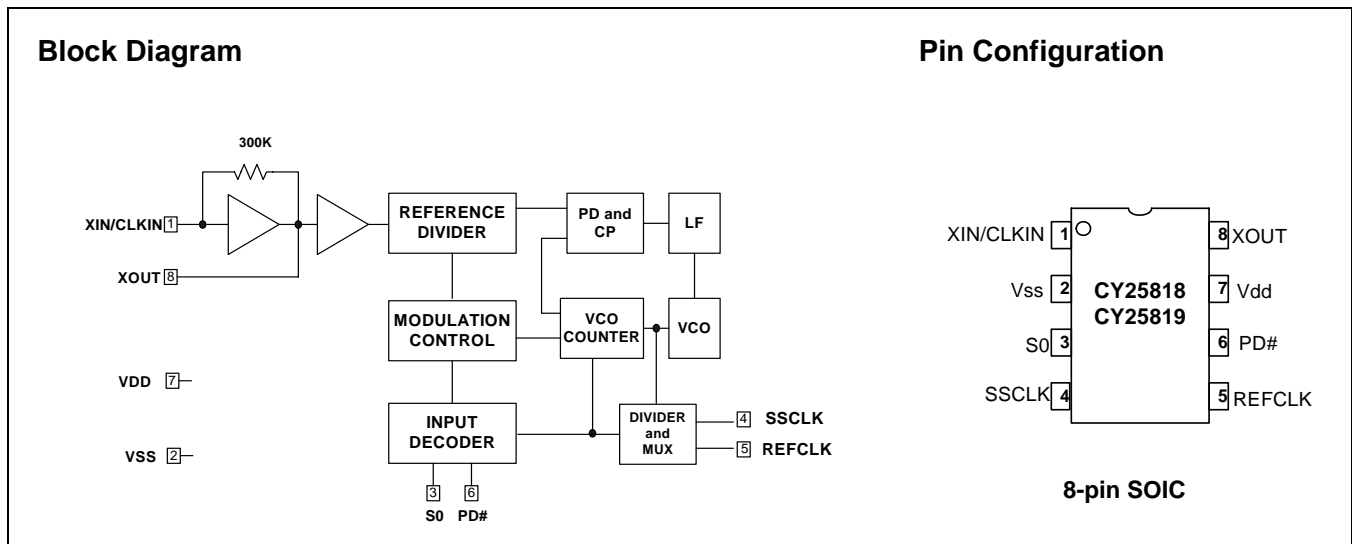 Block Diagram
Pin Configuration
300K
XIN/CLKIN 1
XOUT 8
VDD 7
VSS 2
REFERENCE
DIVIDER
PD and
CP
LF
MODULATION
CONTROL
VCO
COUNTER
VCO
INPUT
DECODER
DIVIDER
and
MUX
4 SSCLK
5 REFCLK
3 6
S0 PD#
XIN/CLKIN 1
Vss 2
S0 3
SSCLK 4
CY25818
CY25819
8 XOUT
7 Vdd
6 PD#
5 REFCLK
8-pin SOIC